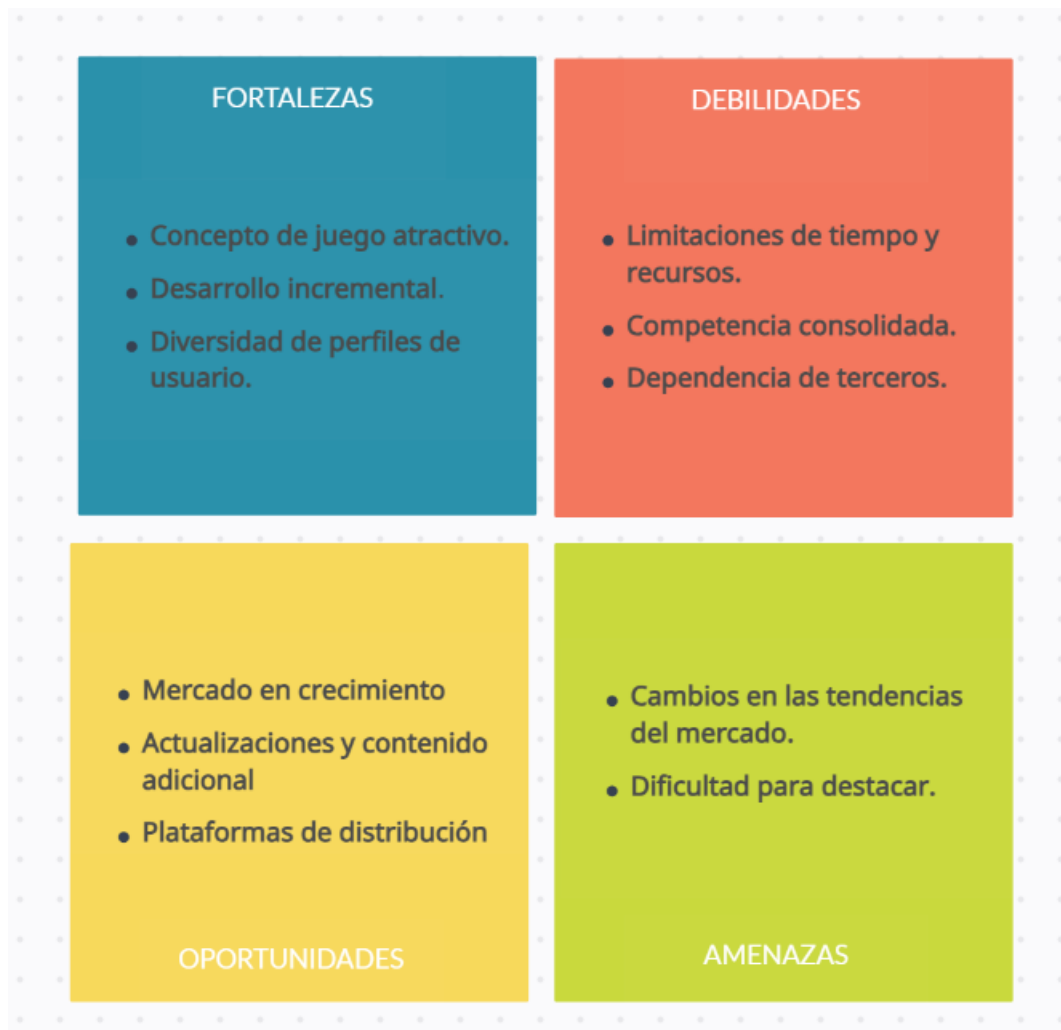 FORTALEZAS
• Concepto de juego atractivo.
• Desarrollo incremental.
• Diversidad de perfiles de
usuario.
DEBILIDADES
• Limitaciones de tiempo y
recursos.
• Competencia consolidada.
• Dependencia de terceros.
• Mercado en crecimiento
• Actualizaciones y contenido
adicional
• Plataformas de distribución
OPORTUNIDADES
• Cambios en las tendencias
del mercado.
• Dificultad para destacar.
AMENAZAS